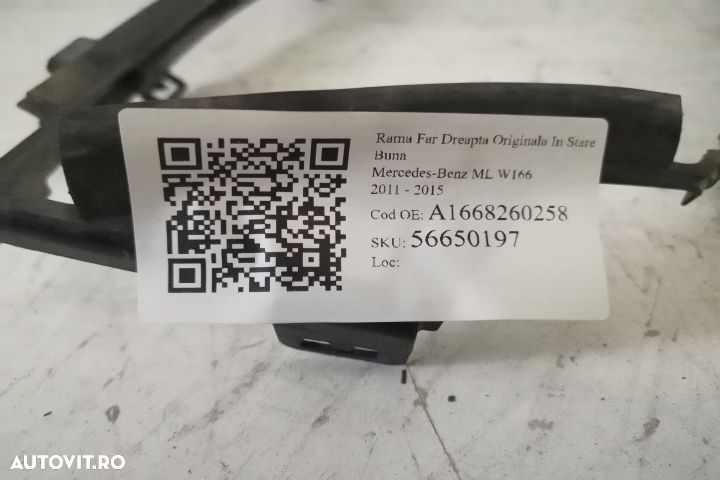 Rama Far Dreapta Originala In Stare
Buna
Mercedes-Benz ML W166
2011 - 2015
Cod OE: A1668260258
SKU: 56650197
Loc:
AUTOVIT.RO